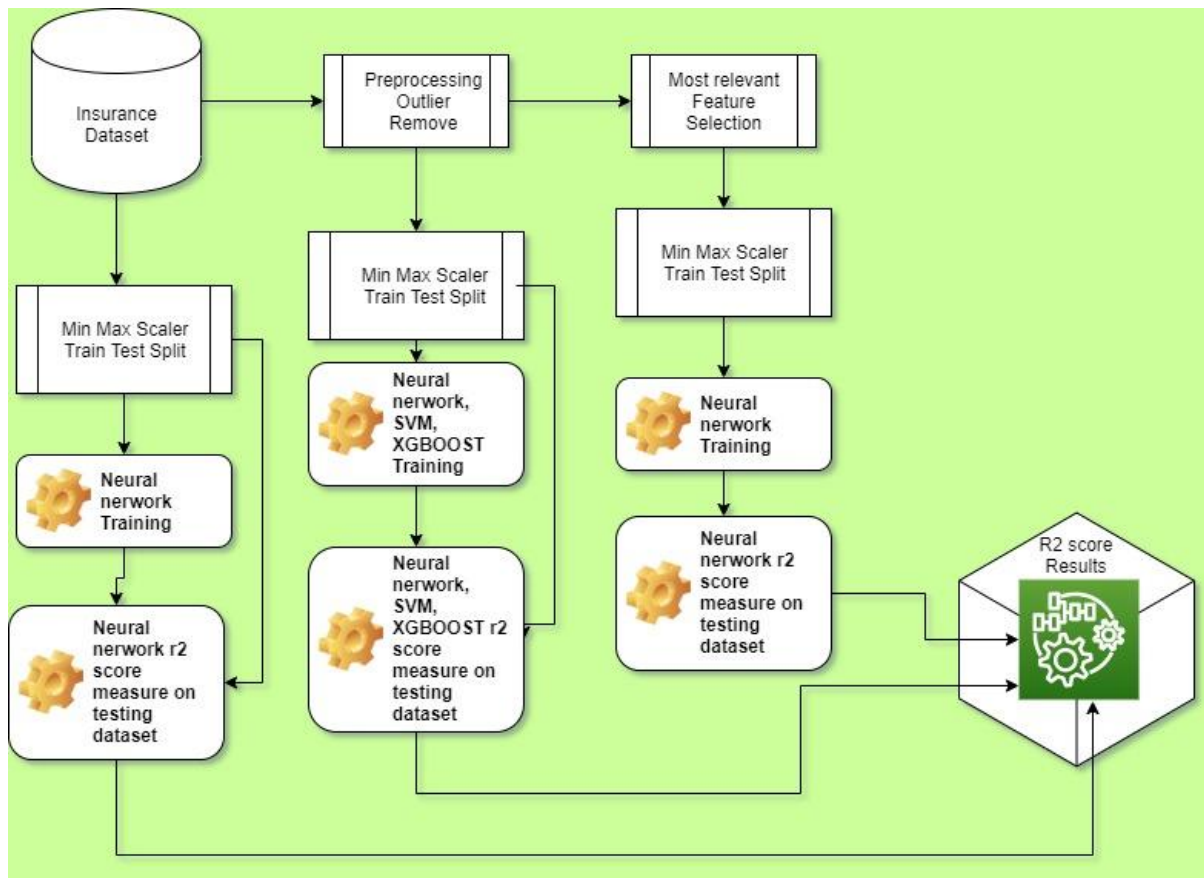 Insurance
Dataset
Preprocessing
Outlier
Remove
Most relevant
Feature
Selection
Min Max Scaler
Train Test Split
Neural
nerwork
Training
Neural
nerwork r2
score
measure on
testing
dataset
Min Max Scaler
Train Test Split
Neural
nerwork,
SVM,
XGBOOST
Training
Neural
nerwork,
SVM,
XGBOOST r2
score
measure on
testing
dataset
Min Max Scaler
Train Test Split
Neural
nerwork
Training
Neural
nerwork r2
score
measure on
testing
dataset
R2 score
Results